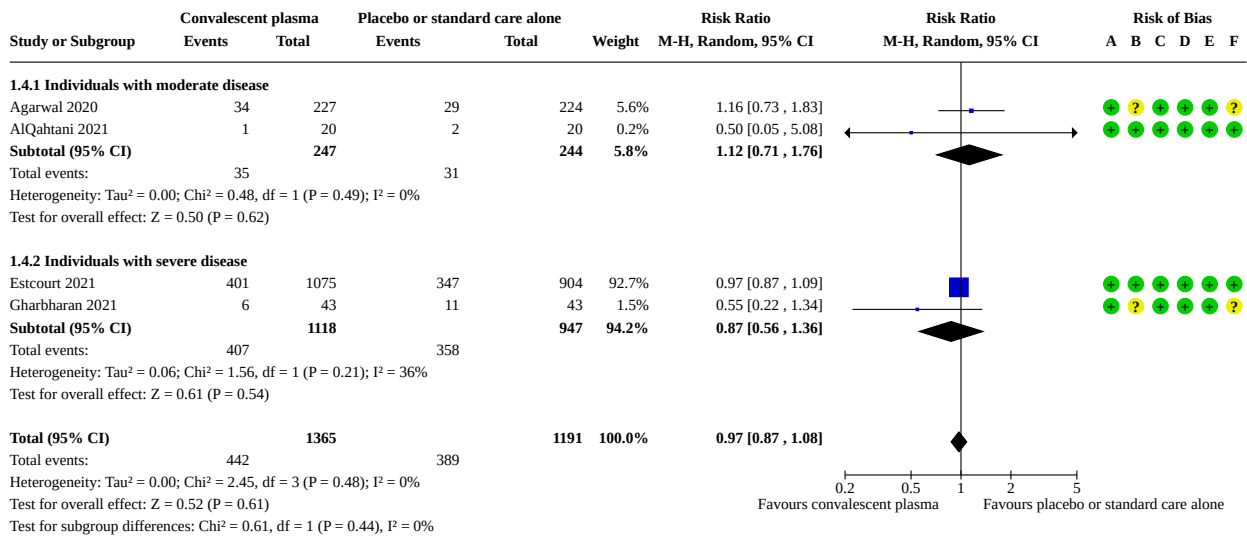 Convalescent plasma Placebo or standard care alone Risk Ratio Risk Ratio Risk of Bias
Study or Subgroup Events Total Events Total Weight M-H, Random, 95% CI M-H, Random, 95% CI A B C D E F
1.4.1 Individuals with moderate disease
Agarwal 2020 34 227 29 224 5.6% 1.16 [0.73 , 1.83] + ? + + + ?
AlQahtani 2021 1 20 2 20 0.2% 0.50 [0.05 , 5.08] + + + + + +
Subtotal (95% CI) 247 244 5.8% 1.12 [0.71 , 1.76]
Total events: 35 31
Heterogeneity: Tau² = 0.00; Chi² = 0.48, df = 1 (P = 0.49); I² = 0%
Test for overall effect: Z = 0.50 (P = 0.62)
1.4.2 Individuals with severe disease
Estcourt 2021 401 1075 347 904 92.7% 0.97 [0.87 , 1.09] + + + + + +
Gharbharan 2021 6 43 11 43 1.5% 0.55 [0.22 , 1.34] + ? + + + ?
Subtotal (95% CI) 1118 947 94.2% 0.87 [0.56 , 1.36]
Total events: 407 358
Heterogeneity: Tau² = 0.06; Chi² = 1.56, df = 1 (P = 0.21); I² = 36%
Test for overall effect: Z = 0.61 (P = 0.54)
Total (95% CI) 1365 1191 100.0% 0.97 [0.87 , 1.08]
Total events: 442 389
Heterogeneity: Tau² = 0.00; Chi² = 2.45, df = 3 (P = 0.48); I² = 0%
0.2 0.5 1 2 5
Test for overall effect: Z = 0.52 (P = 0.61) Favours convalescent plasma Favours placebo or standard care alone
Test for subgroup differences: Chi² = 0.61, df = 1 (P = 0.44), I² = 0%